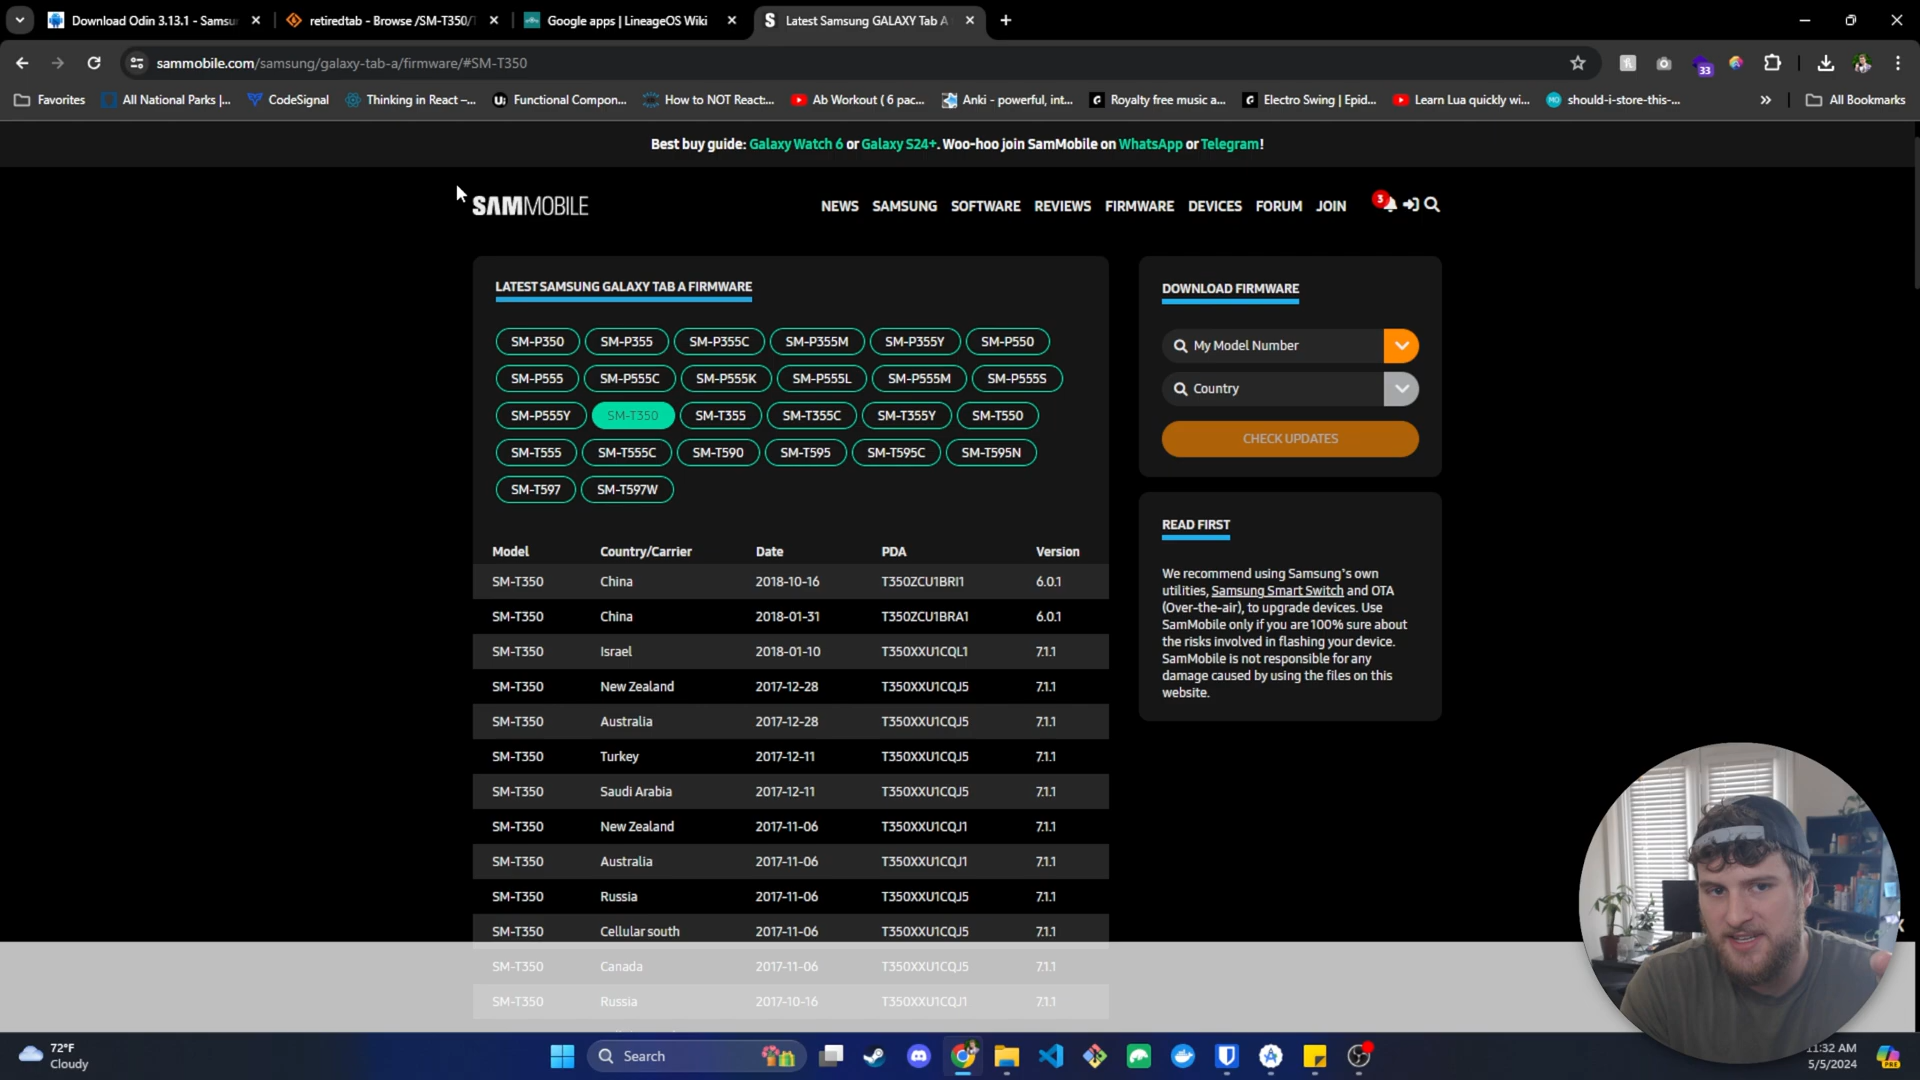 Download Odin 3.13.1 - Samsu
retiredtab - Browse /SM-T350/1
Google apps | LineageOS Wiki
Latest Samsung GALAXY Tab A
sammobile.com/samsung/galaxy-tab-a/firmware/#SM-T350
33
Favorites
All National Parks |...
CodeSignal
Thinking in React –...
Functional Compon...
How to NOT React:...
Ab Workout ( 6 pac...
Anki - powerful, int...
Royalty free music a...
Electro Swing | Epid...
Learn Lua quickly wi...
should-i-store-this-...
All Bookmarks
Best buy guide: Galaxy Watch 6 or Galaxy S24+. Woo-hoo join SamMobile on WhatsApp or Telegram!
SAMMOBILE
NEWS SAMSUNG SOFTWARE REVIEWS FIRMWARE DEVICES FORUM JOIN
3
LATEST SAMSUNG GALAXY TAB A FIRMWARE
SM-P350 SM-P355 SM-P355C SM-P355M SM-P355Y SM-P550
SM-P555 SM-P555C SM-P555K SM-P555L SM-P555M SM-P555S
SM-P555Y SM-T350 SM-T355 SM-T355C SM-T355Y SM-T550
SM-T555 SM-T555C SM-T590 SM-T595 SM-T595C SM-T595N
SM-T597 SM-T597W
Model Country/Carrier Date PDA Version
SM-T350 China 2018-10-16 T350ZCU1BRI1 6.0.1
SM-T350 China 2018-01-31 T350ZCU1BRA1 6.0.1
SM-T350 Israel 2018-01-10 T350XXU1CQL1 7.1.1
SM-T350 New Zealand 2017-12-28 T350XXU1CQJ5 7.1.1
SM-T350 Australia 2017-12-28 T350XXU1CQJ5 7.1.1
SM-T350 Turkey 2017-12-11 T350XXU1CQJ5 7.1.1
SM-T350 Saudi Arabia 2017-12-11 T350XXU1CQJ5 7.1.1
SM-T350 New Zealand 2017-11-06 T350XXU1CQJ1 7.1.1
SM-T350 Australia 2017-11-06 T350XXU1CQJ1 7.1.1
SM-T350 Russia 2017-11-06 T350XXU1CQJ5 7.1.1
SM-T350 Cellular south 2017-11-06 T350XXU1CQJ5 7.1.1
SM-T350 Canada 2017-11-06 T350XXU1CQJ5 7.1.1
SM-T350 Russia 2017-10-16 T350XXU1CQJ1 7.1.1
DOWNLOAD FIRMWARE
My Model Number
Country
CHECK UPDATES
READ FIRST
We recommend using Samsung's own
utilities, Samsung Smart Switch and OTA
(Over-the-air), to upgrade devices. Use
SamMobile only if you are 100% sure about
the risks involved in flashing your device.
SamMobile is not responsible for any
damage caused by using the files on this
website.
72°F
Cloudy
Search
11:32 AM
5/5/2024
PRE